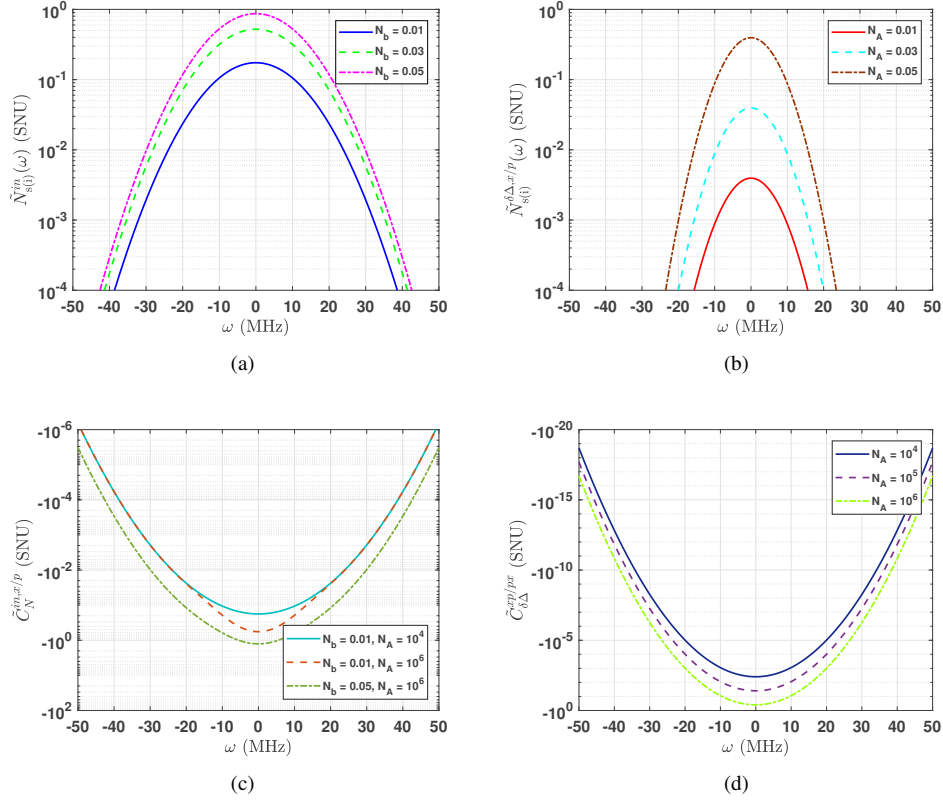 10^0
10^-1
10^-2
10^-3
10^-4
Ñ^{in}_{s(i)}(ω) (SNU)
N_b = 0.01
N_b = 0.03
N_b = 0.05
-50 -40 -30 -20 -10 0 10 20 30 40 50
ω (MHz)
(a)
10^0
10^-1
10^-2
10^-3
10^-4
Ñ^{δΔ,x/p}_{s(i)}(ω) (SNU)
N_A = 0.01
N_A = 0.03
N_A = 0.05
-50 -40 -30 -20 -10 0 10 20 30 40 50
ω (MHz)
(b)
-10^-6
-10^-4
-10^-2
-10^0
-10^2
C̃^{in,x/p}_N (SNU)
N_b = 0.01, N_A = 10^4
N_b = 0.01, N_A = 10^6
N_b = 0.05, N_A = 10^6
-50 -40 -30 -20 -10 0 10 20 30 40 50
ω (MHz)
(c)
-10^-20
-10^-15
-10^-10
-10^-5
-10^0
C̃^{xp/px}_{δΔ} (SNU)
N_A = 10^4
N_A = 10^5
N_A = 10^6
-50 -40 -30 -20 -10 0 10 20 30 40 50
ω (MHz)
(d)